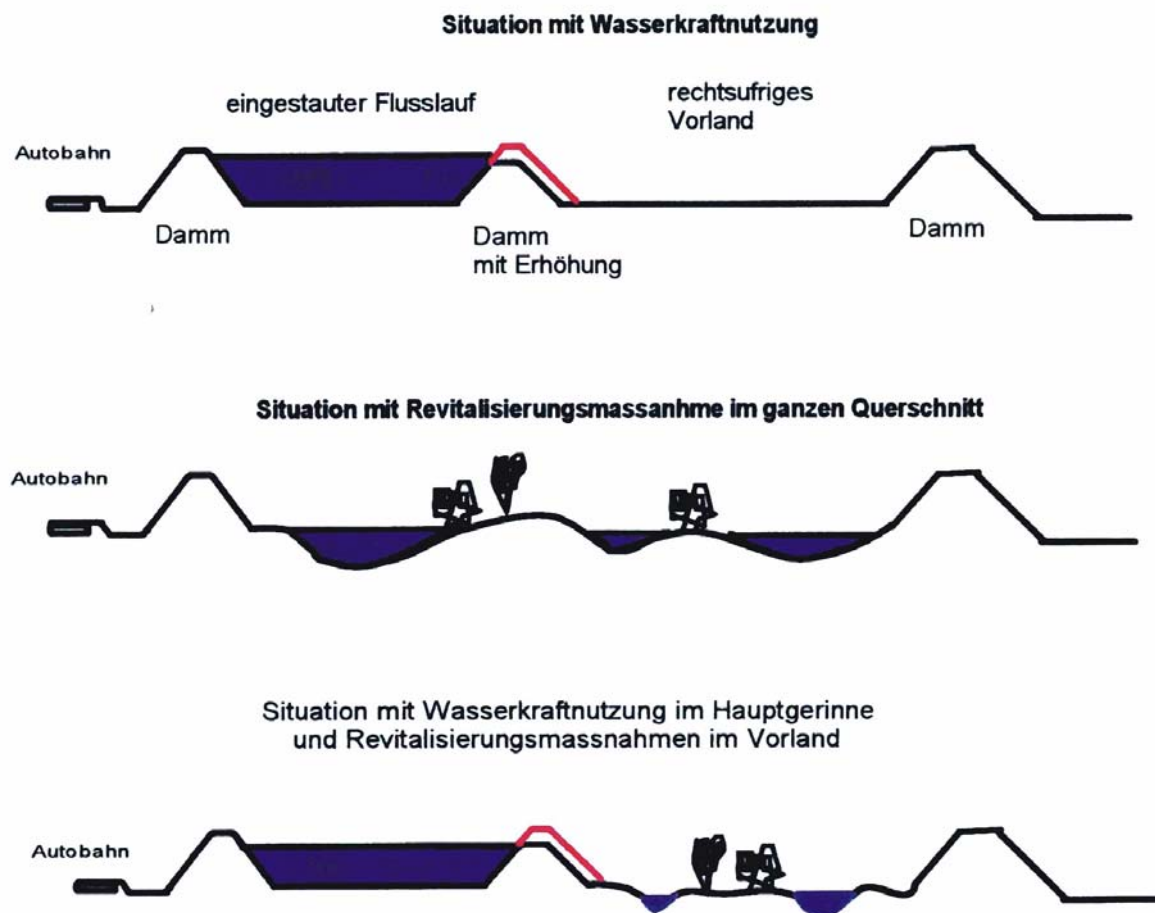 Situation mit Wasserkraftnutzung
eingestauter Flusslauf
rechtsufriges
Vorland
Autobahn
Damm
Damm
mit Erhöhung
Damm
Situation mit Revitalisierungsmassanhme im ganzen Querschnitt
Autobahn
Situation mit Wasserkraftnutzung im Hauptgerinne
und Revitalisierungsmassnahmen im Vorland
Autobahn